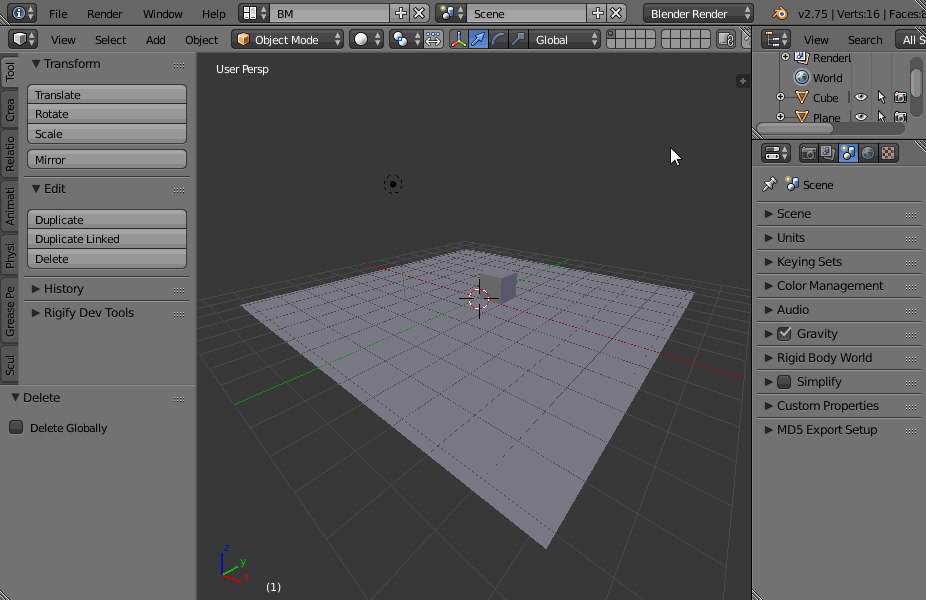 File Render Window Help BM Scene Blender Render v2.75 | Verts:16 | Faces:8
View Select Add Object Object Mode Global View Search All S
Tool
Crea
Relatio
Animati
Physi
Grease Pe
Scul
Transform
Translate
Rotate
Scale
Mirror
Edit
Duplicate
Duplicate Linked
Delete
History
Rigify Dev Tools
Delete
Delete Globally
User Persp
z
y
x
(1)
RenderL
World
Cube
Plane
Scene
Scene
Units
Keying Sets
Color Management
Audio
Gravity
Rigid Body World
Simplify
Custom Properties
MD5 Export Setup